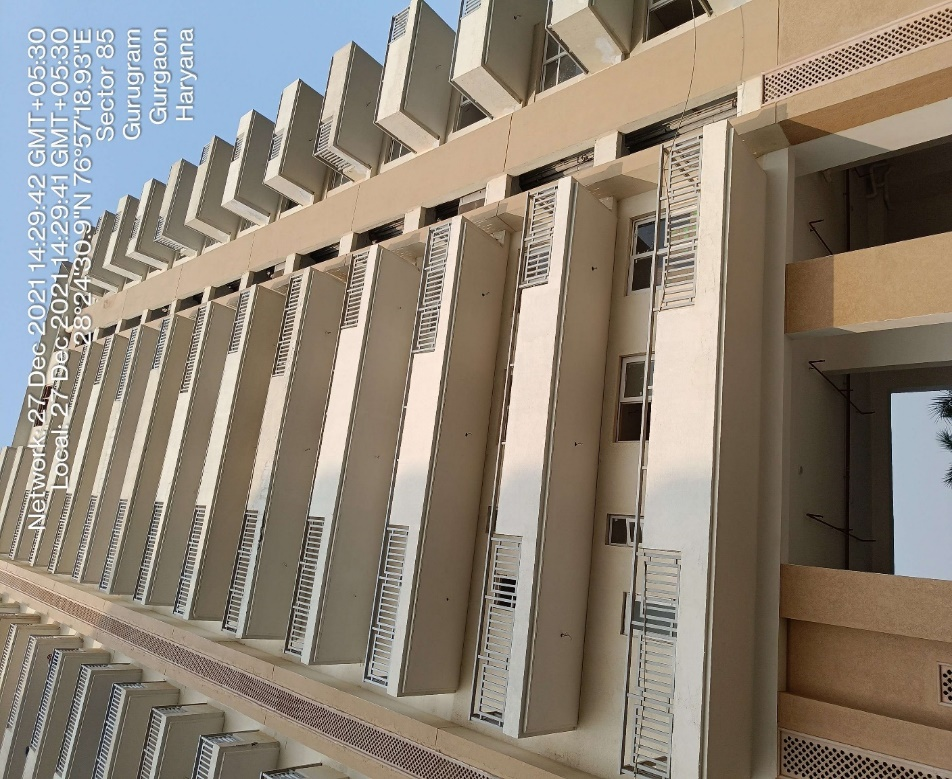 Network: 27 Dec 2021 14:29:42 GMT+05:30
Local: 27 Dec 2021 14:29:41 GMT+05:30
28°24'30.9"N 76°57'18.93"E
Sector 85
Gurugram
Gurgaon
Haryana